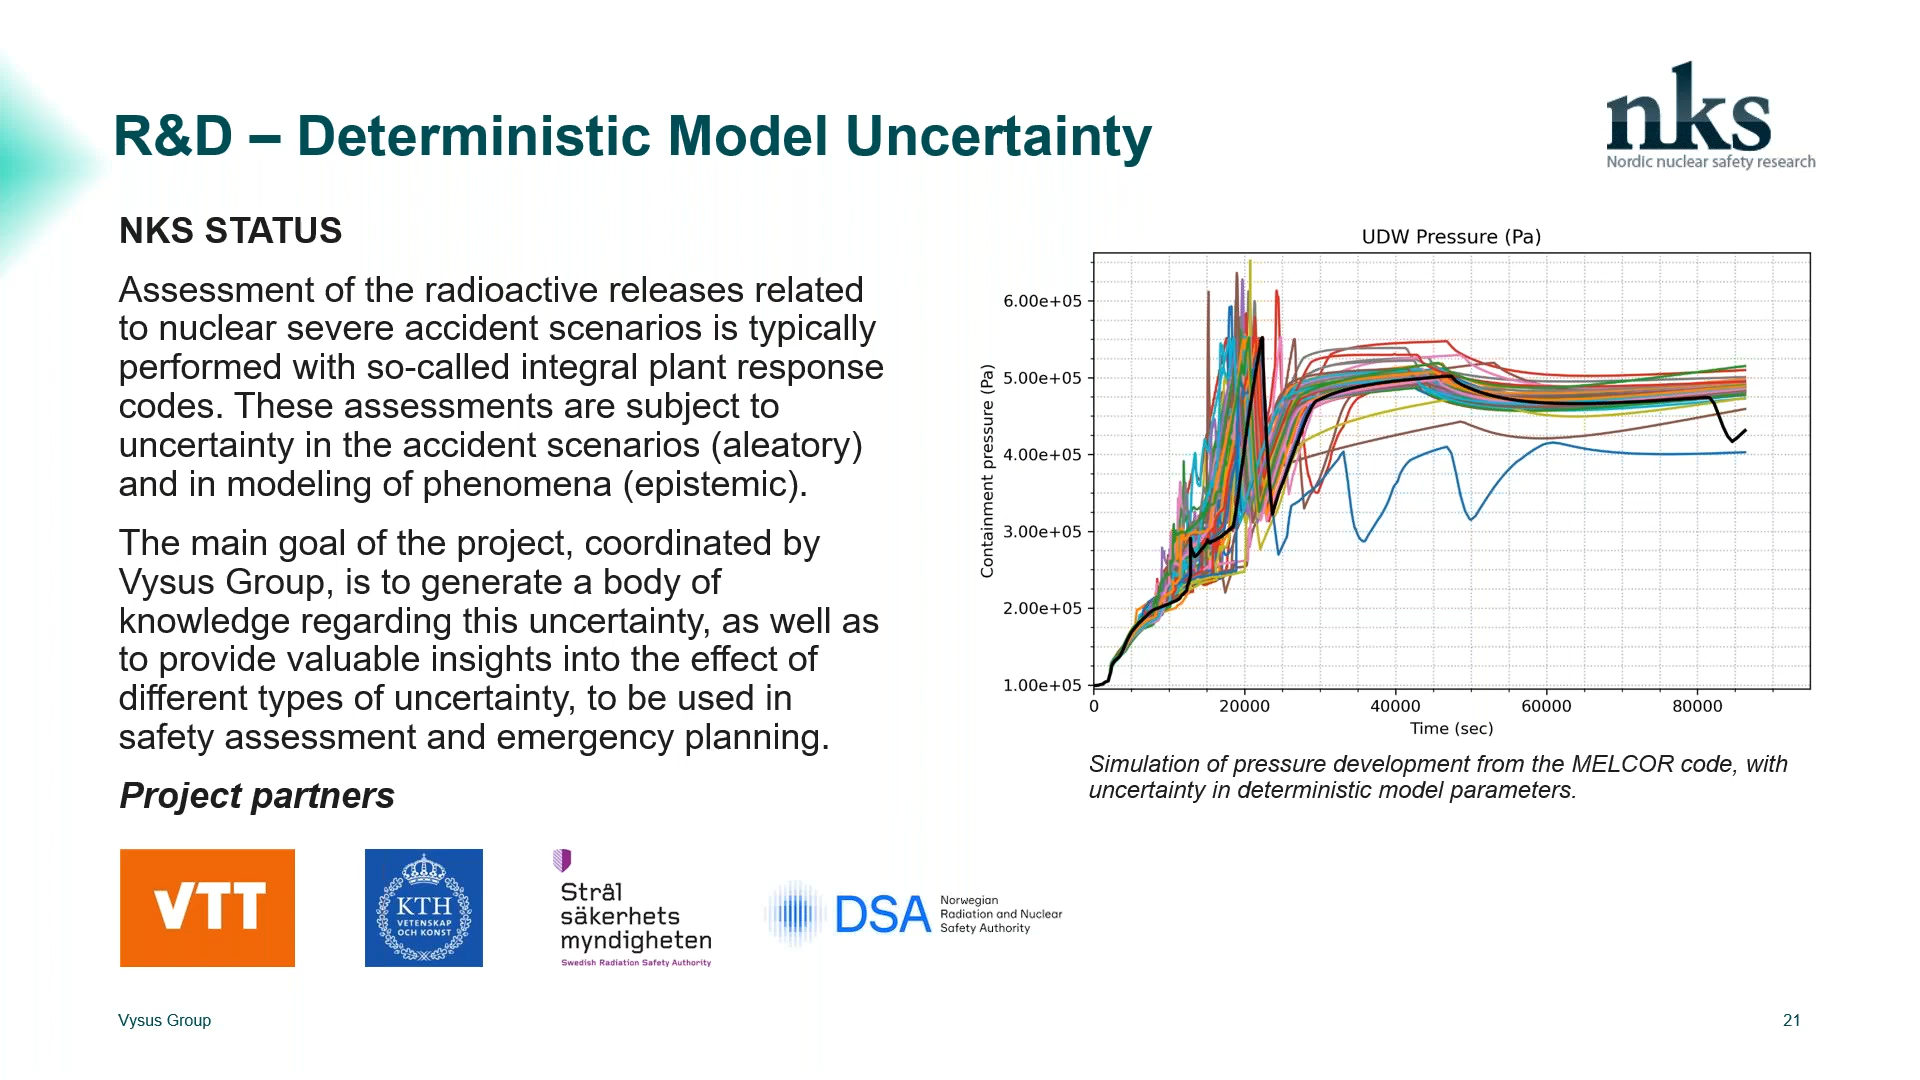 nks
Nordic nuclear safety research
R&D – Deterministic Model Uncertainty
NKS STATUS
Assessment of the radioactive releases related
to nuclear severe accident scenarios is typically
performed with so-called integral plant response
codes. These assessments are subject to
uncertainty in the accident scenarios (aleatory)
and in modeling of phenomena (epistemic).
The main goal of the project, coordinated by
Vysus Group, is to generate a body of
knowledge regarding this uncertainty, as well as
to provide valuable insights into the effect of
different types of uncertainty, to be used in
safety assessment and emergency planning.
Project partners
VTT
KTH
VETENSKAP
OCH KONST
Strål
säkerhets
myndigheten
Swedish Radiation Safety Authority
DSA
Norwegian
Radiation and Nuclear
Safety Authority
UDW Pressure (Pa)
Containment pressure (Pa)
6.00e+05
5.00e+05
4.00e+05
3.00e+05
2.00e+05
1.00e+05
0 20000 40000 60000 80000
Time (sec)
Simulation of pressure development from the MELCOR code, with
uncertainty in deterministic model parameters.
Vysus Group
21